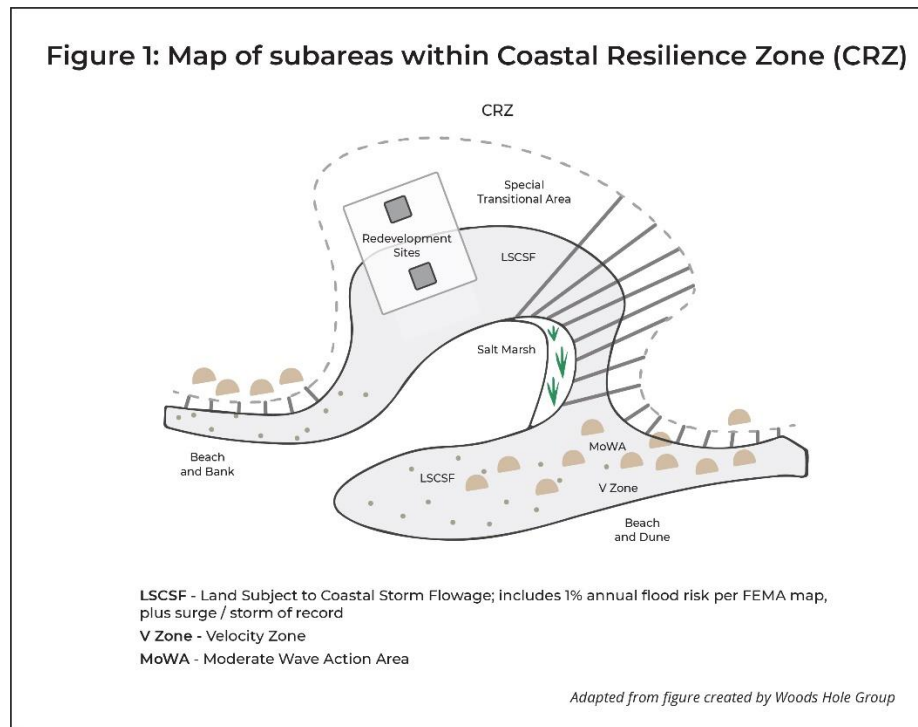 Figure 1: Map of subareas within Coastal Resilience Zone (CRZ)
CRZ
Special
Transitional Area
Redevelopment
Sites
LSCSF
Salt Marsh
MoWA
LSCSF
V Zone
Beach
and Bank
Beach
and Dune
LSCSF - Land Subject to Coastal Storm Flowage; includes 1% annual flood risk per FEMA map,
plus surge / storm of record
V Zone - Velocity Zone
MoWA - Moderate Wave Action Area
Adapted from figure created by Woods Hole Group